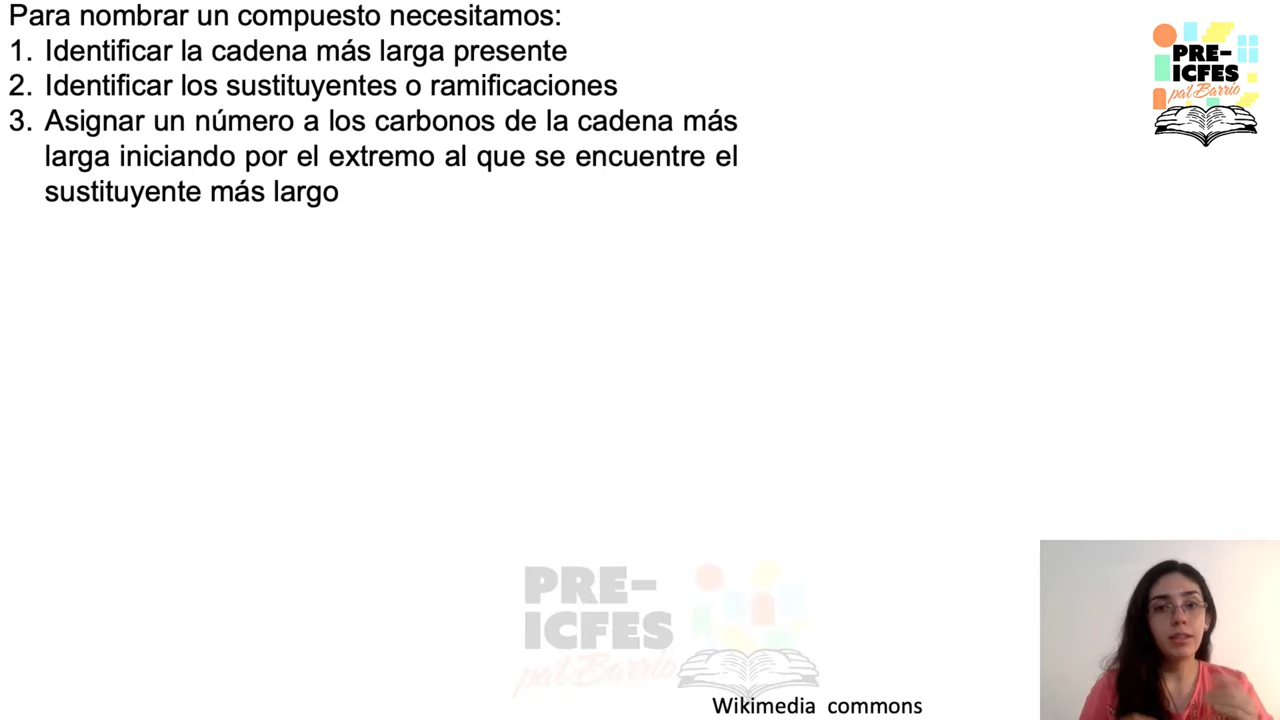 Para nombrar un compuesto necesitamos:
1. Identificar la cadena más larga presente
2. Identificar los sustituyentes o ramificaciones
3. Asignar un número a los carbonos de la cadena más
larga iniciando por el extremo al que se encuentre el
sustituyente más largo
PRE-
ICFES
pa'l Barrio
PRE-
ICFES
pa'l Barrio
Wikimedia commons